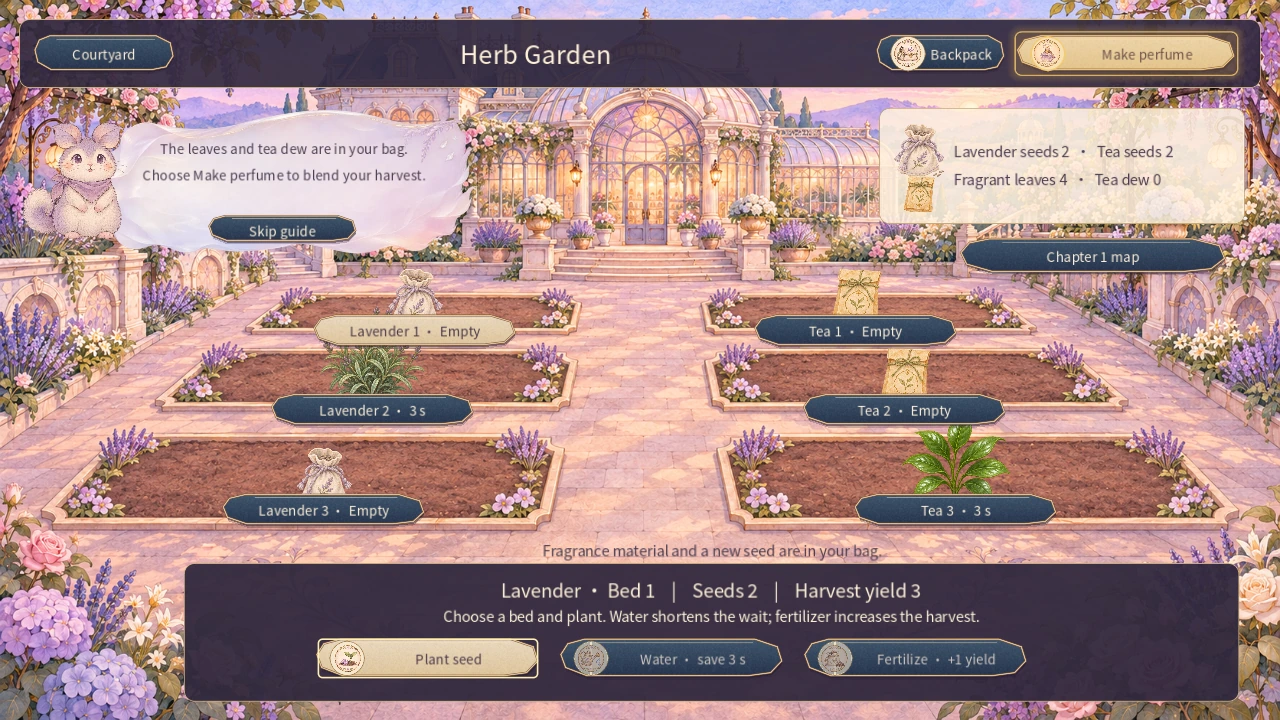 Courtyard
Herb Garden
Backpack
Make perfume
The leaves and tea dew are in your bag.
Choose Make perfume to blend your harvest.
Skip guide
Lavender seeds 2 • Tea seeds 2
Fragrant leaves 4 • Tea dew 0
Chapter 1 map
Lavender 1 • Empty
Tea 1 • Empty
Lavender 2 • 3 s
Tea 2 • Empty
Lavender 3 • Empty
Tea 3 • 3 s
Fragrance material and a new seed are in your bag.
Lavender • Bed 1 | Seeds 2 | Harvest yield 3
Choose a bed and plant. Water shortens the wait; fertilizer increases the harvest.
Plant seed
Water • save 3 s
Fertilize • +1 yield